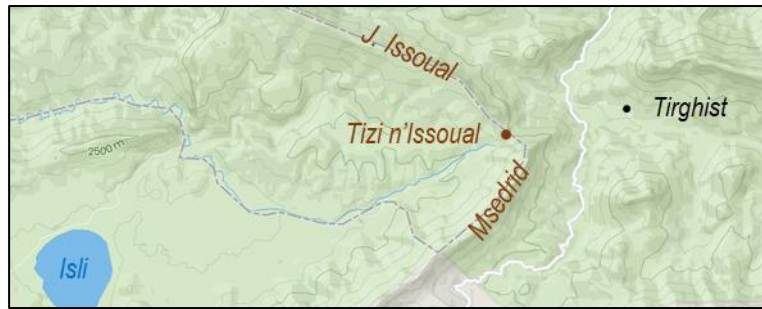 J. Issoual
Tirghist
Tizi n'Issoual
2500 m
Msedrid
Isli